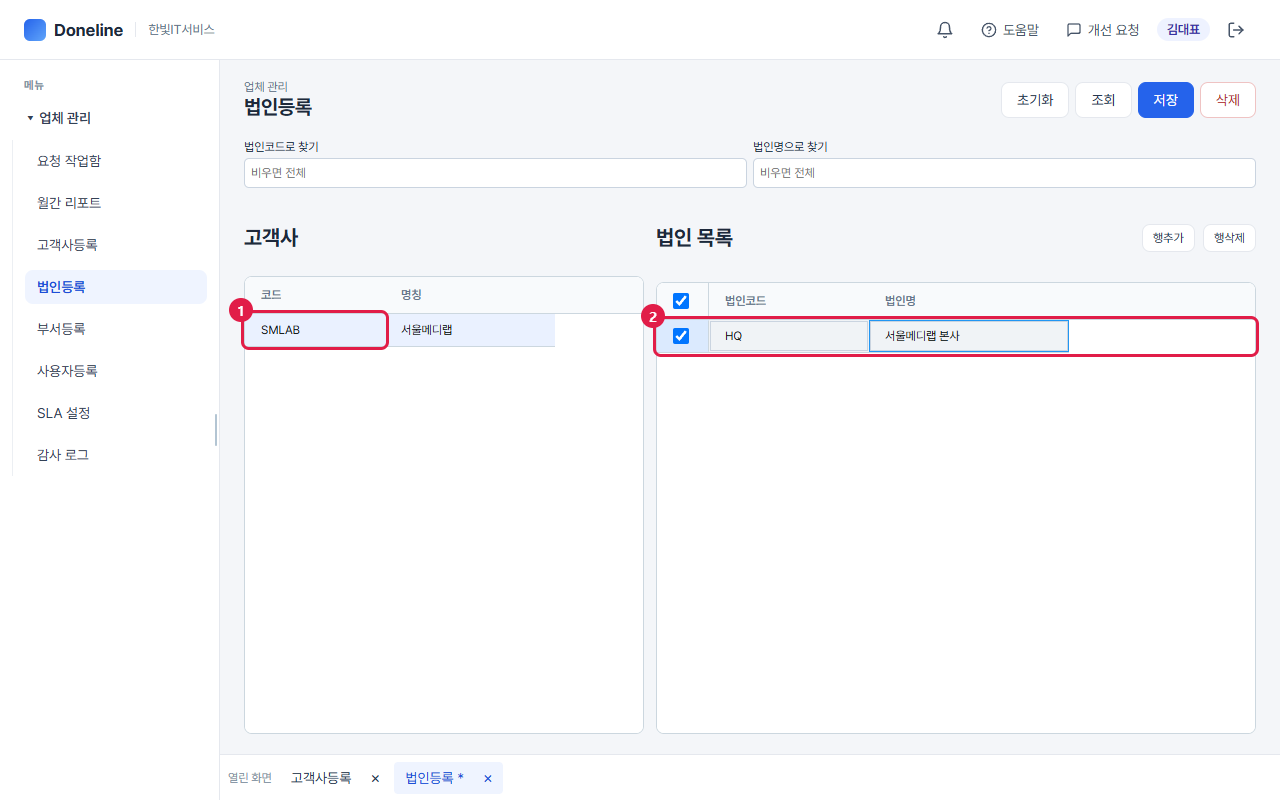 Doneline 한빛IT서비스 도움말 개선 요청 김대표
메뉴
업체 관리
요청 작업함
월간 리포트
고객사등록
법인등록
부서등록
사용자등록
SLA 설정
감사 로그
업체 관리
법인등록
초기화 조회 저장 삭제
법인코드로 찾기 법인명으로 찾기
비우면 전체 비우면 전체
고객사
코드 명칭
1
SMLAB 서울메디랩
법인 목록 행추가 행삭제
법인코드 법인명
2
HQ 서울메디랩 본사
열린 화면 고객사등록 × 법인등록 * ×